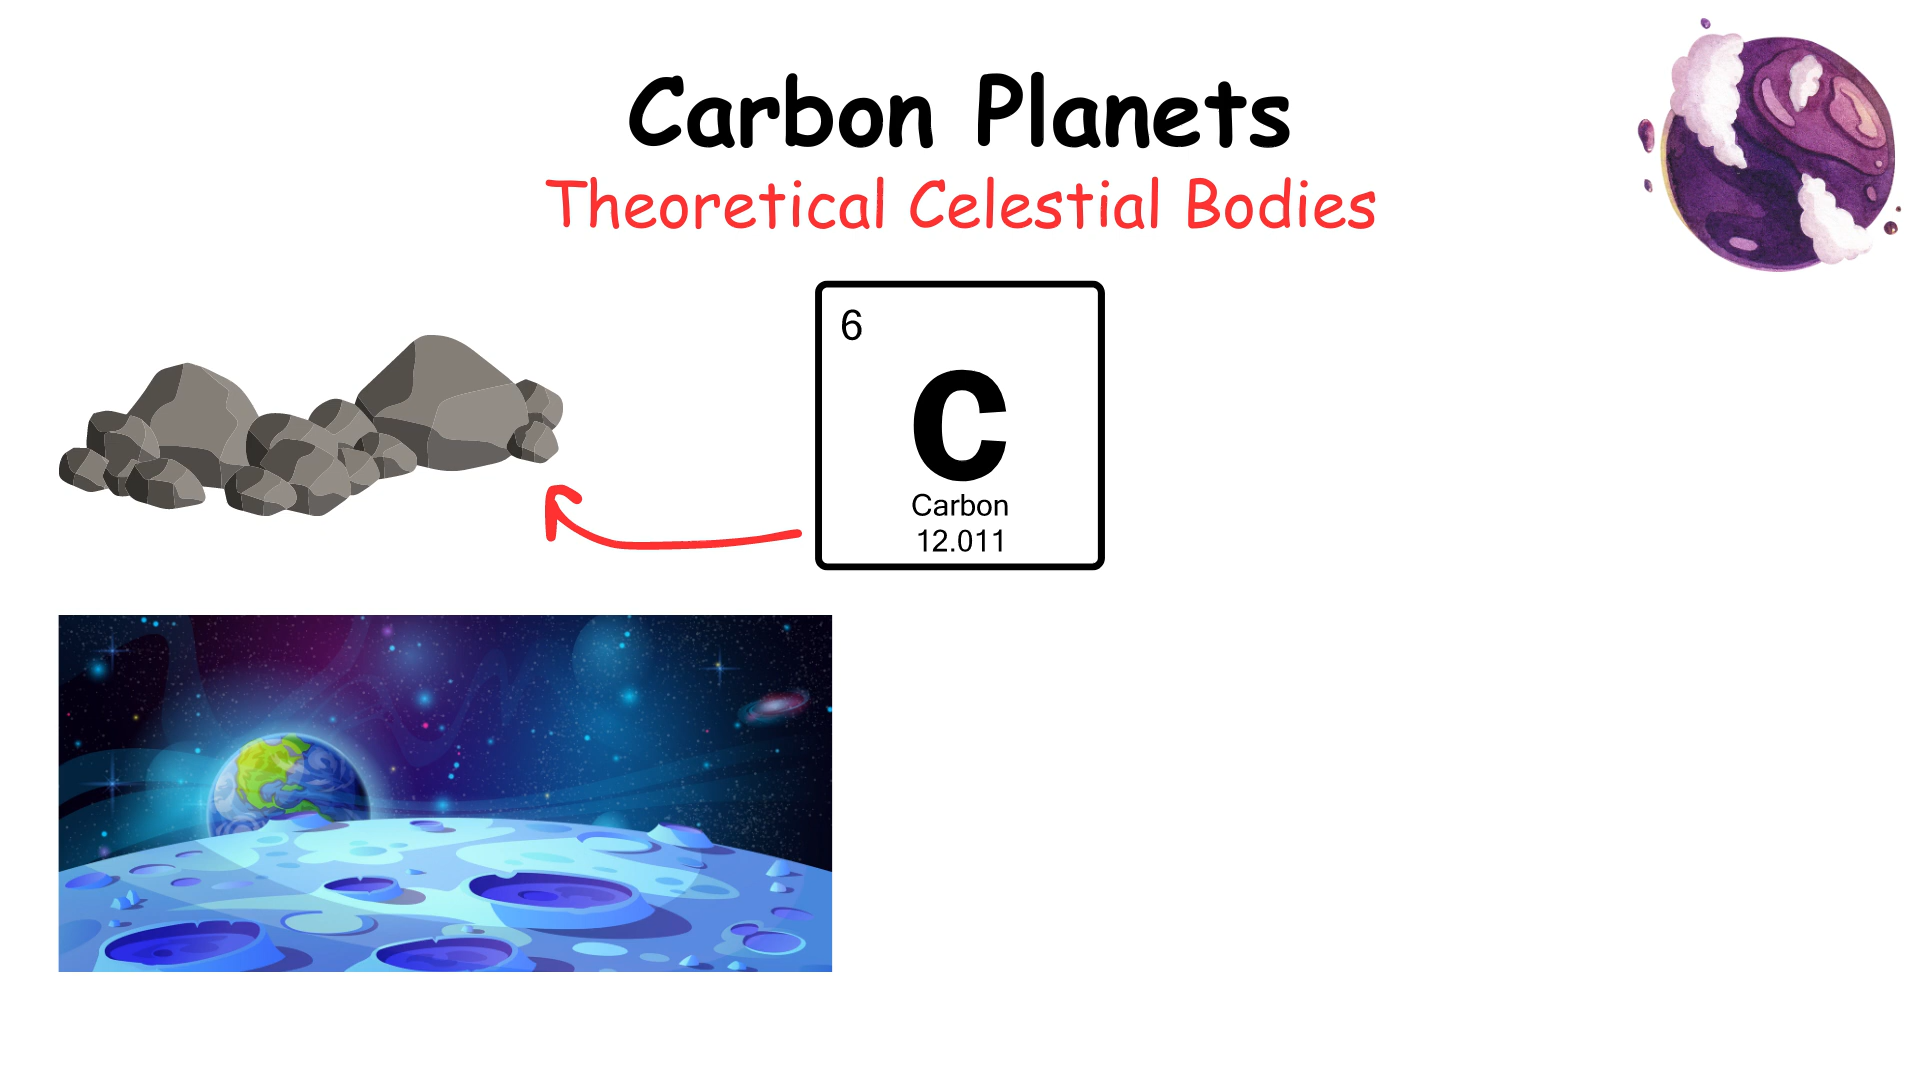 Carbon Planets
Theoretical Celestial Bodies
6
C
Carbon
12.011